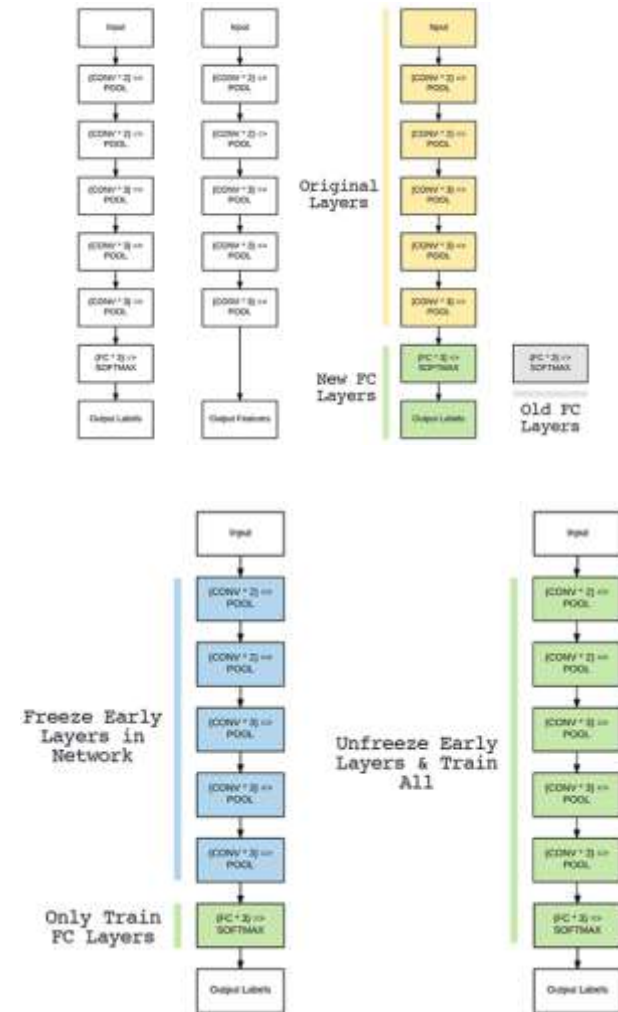 Input
(CONV * 2) =>
POOL
(CONV * 2) =>
POOL
(CONV * 3) =>
POOL
(CONV * 3) =>
POOL
(CONV * 3) =>
POOL
(FC * 3) =>
SOFTMAX
Output Labels
Input
(CONV * 2) =>
POOL
(CONV * 2) =>
POOL
(CONV * 3) =>
POOL
(CONV * 3) =>
POOL
(CONV * 3) =>
POOL
Output Features
Original
Layers
New FC
Layers
Input
(CONV * 2) =>
POOL
(CONV * 2) =>
POOL
(CONV * 3) =>
POOL
(CONV * 3) =>
POOL
(CONV * 3) =>
POOL
(FC * 3) =>
SOFTMAX
Output Labels
(FC * 3) =>
SOFTMAX
Old FC
Layers
Freeze Early
Layers in
Network
Only Train
FC Layers
Input
(CONV * 2) =>
POOL
(CONV * 2) =>
POOL
(CONV * 3) =>
POOL
(CONV * 3) =>
POOL
(CONV * 3) =>
POOL
(FC * 3) =>
SOFTMAX
Output Labels
Unfreeze Early
Layers & Train
All
Input
(CONV * 2) =>
POOL
(CONV * 2) =>
POOL
(CONV * 3) =>
POOL
(CONV * 3) =>
POOL
(CONV * 3) =>
POOL
(FC * 3) =>
SOFTMAX
Output Labels